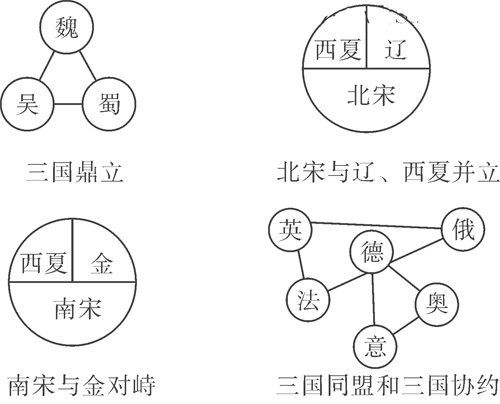 魏
吴 蜀
三国鼎立
西夏 辽
北宋
北宋与辽、西夏并立
西夏 金
南宋
南宋与金对峙
英 俄
德
法 奥
意
三国同盟和三国协约